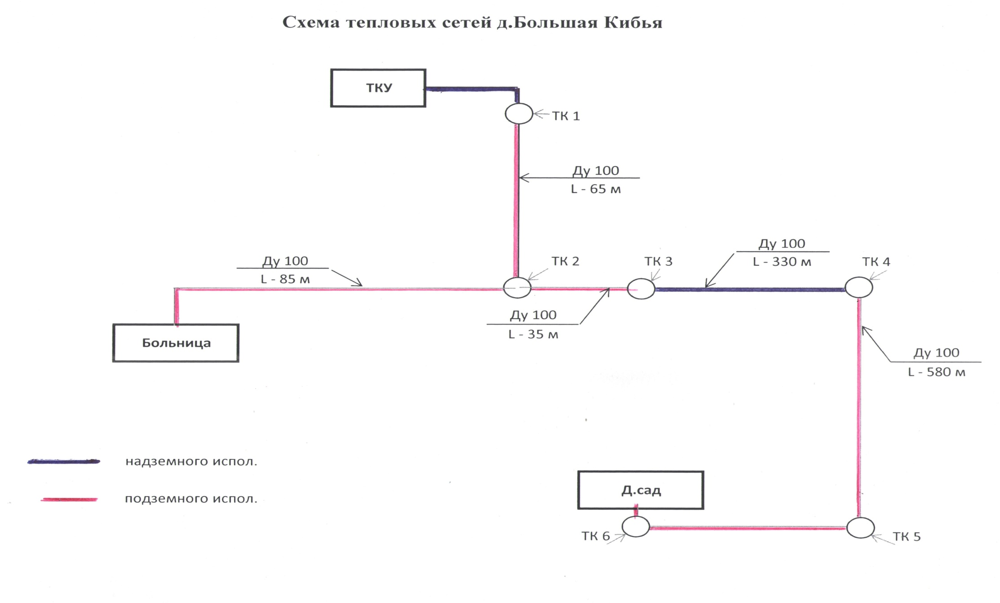 Схема тепловых сетей д.Большая Кибья
ТКУ
ТК 1
Ду 100
L - 65 м
Ду 100
L - 85 м
ТК 2
ТК 3
Ду 100
L - 330 м
ТК 4
Ду 100
L - 35 м
Больница
Ду 100
L - 580 м
надземного испол.
подземного испол.
Д.сад
ТК 6
ТК 5